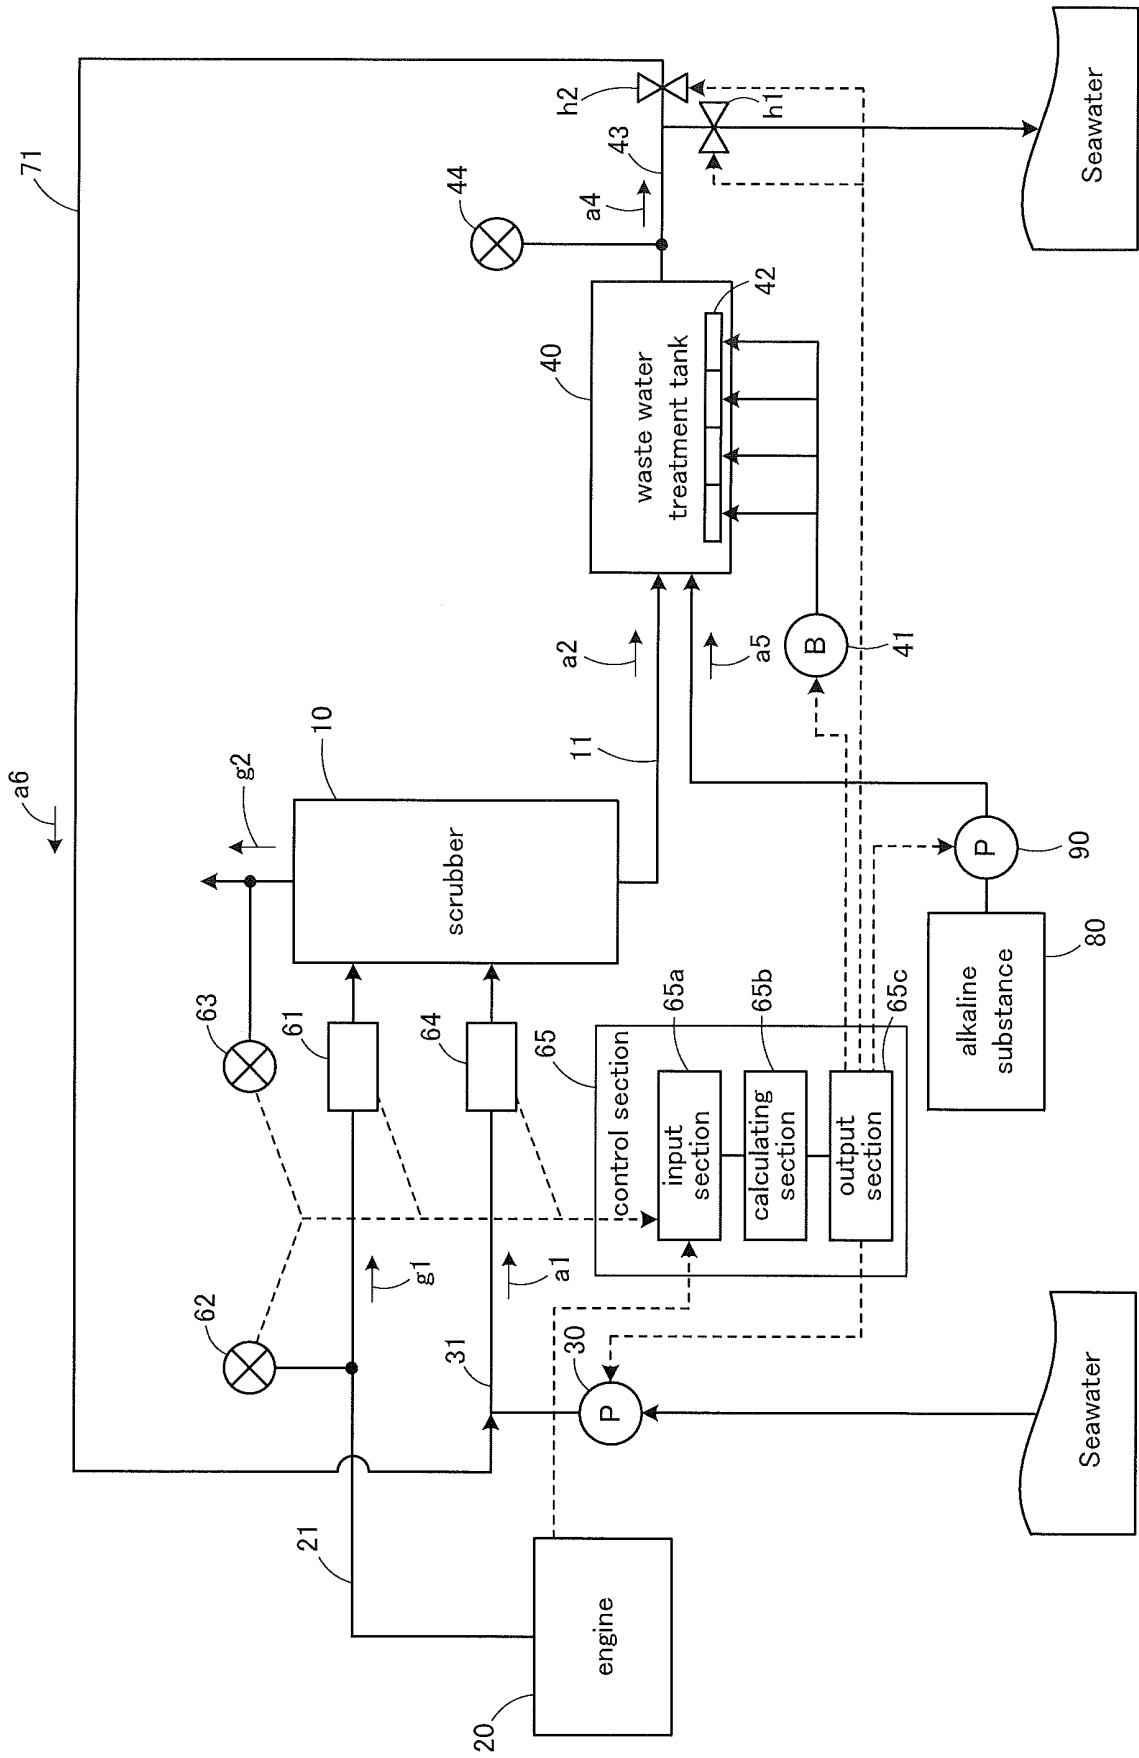 71
a6
g2
10
scrubber
63
61
64
62
g1
a1
31
21
engine
20
30
P
65
control section
65a
input
section
65b
calculating
section
65c
output
section
11
a2
a5
40
waste water
treatment tank
42
44
a4
43
h2
h1
41
B
P
90
80
alkaline
substance
Seawater
Seawater